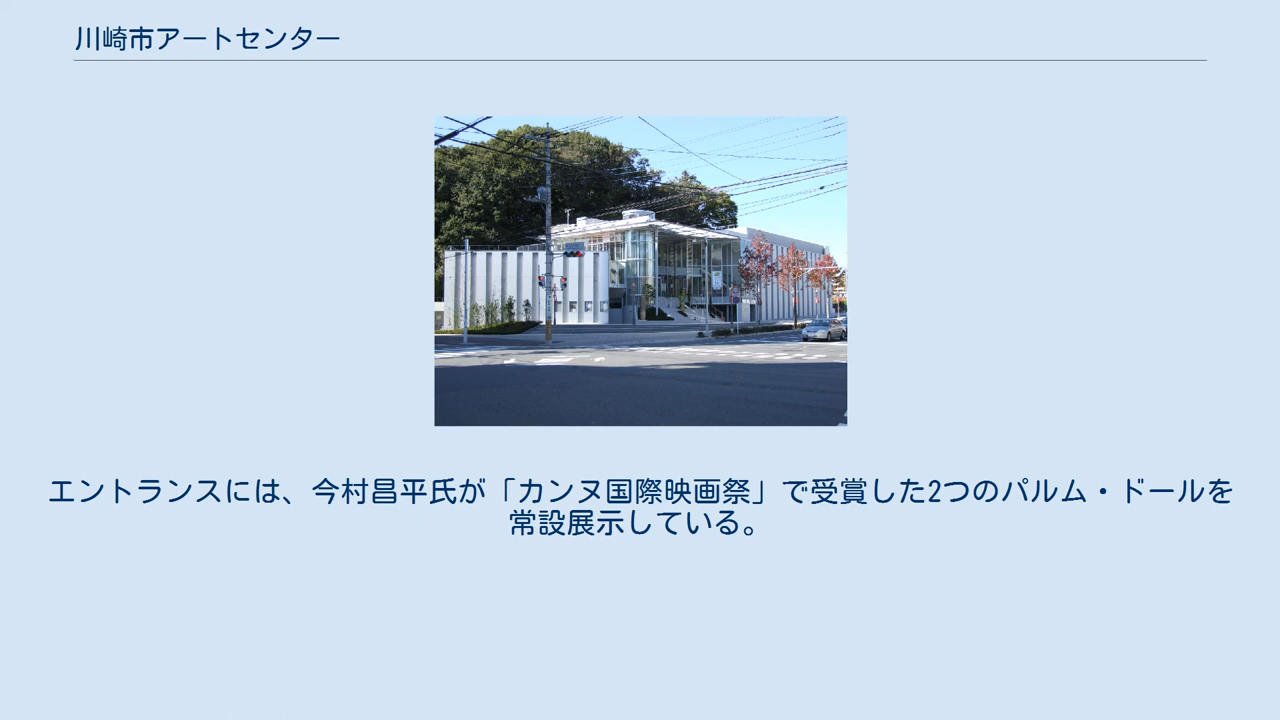 川崎市アートセンター
エントランスには、今村昌平氏が「カンヌ国際映画祭」で受賞した2つのパルム・ドールを
常設展示している。